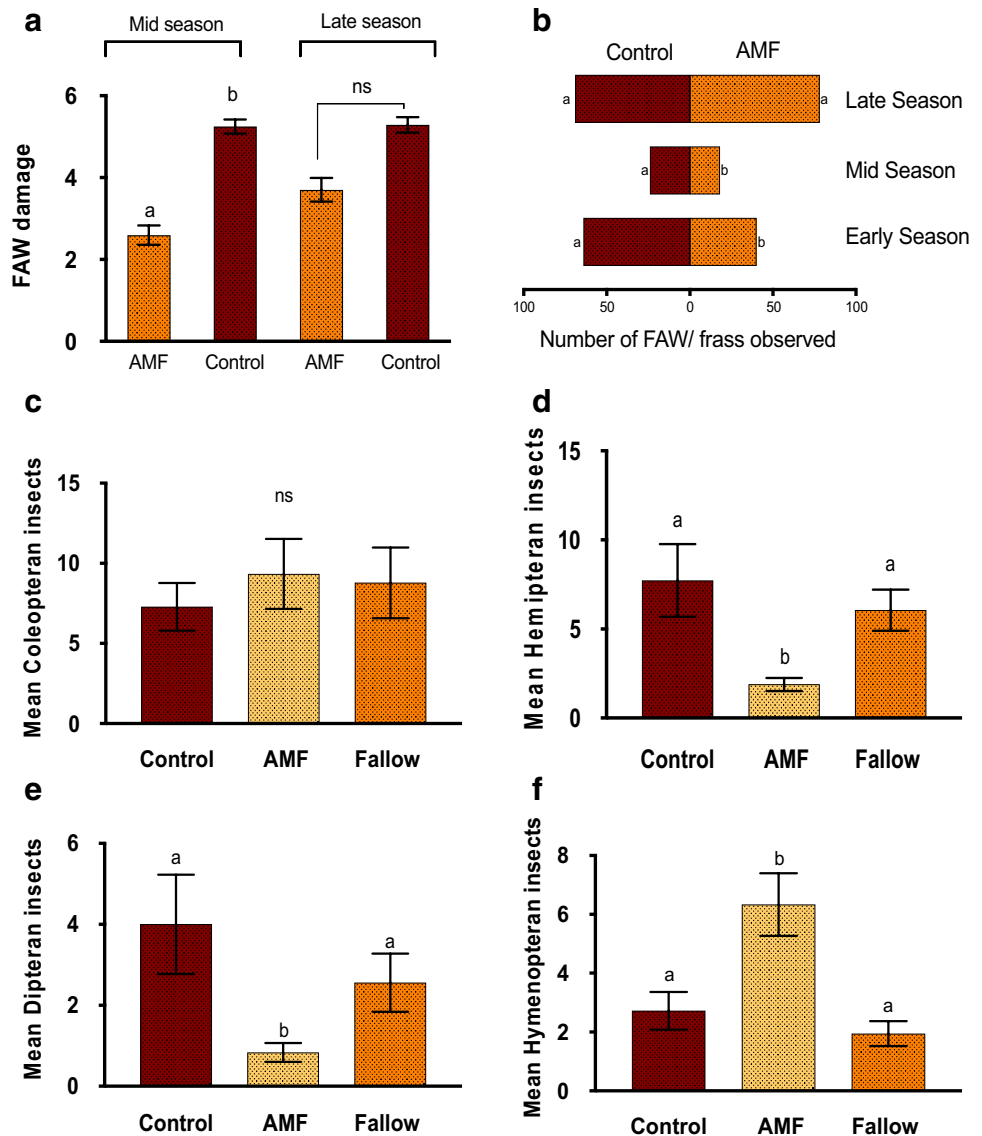 a
Mid season Late season
FAW damage
6
4
2
0
a
b
ns
AMF Control AMF Control
b
Control AMF
a a Late Season
a b Mid Season
a b Early Season
100 50 0 50 100
Number of FAW/ frass observed
c
Mean Coleopteran insects
15
10
5
0
ns
Control AMF Fallow
d
Mean Hemipteran insects
15
10
5
0
a
b
a
Control AMF Fallow
e
Mean Dipteran insects
6
4
2
0
a
b
a
Control AMF Fallow
f
Mean Hymenopteran insects
8
6
4
2
0
a
b
a
Control AMF Fallow